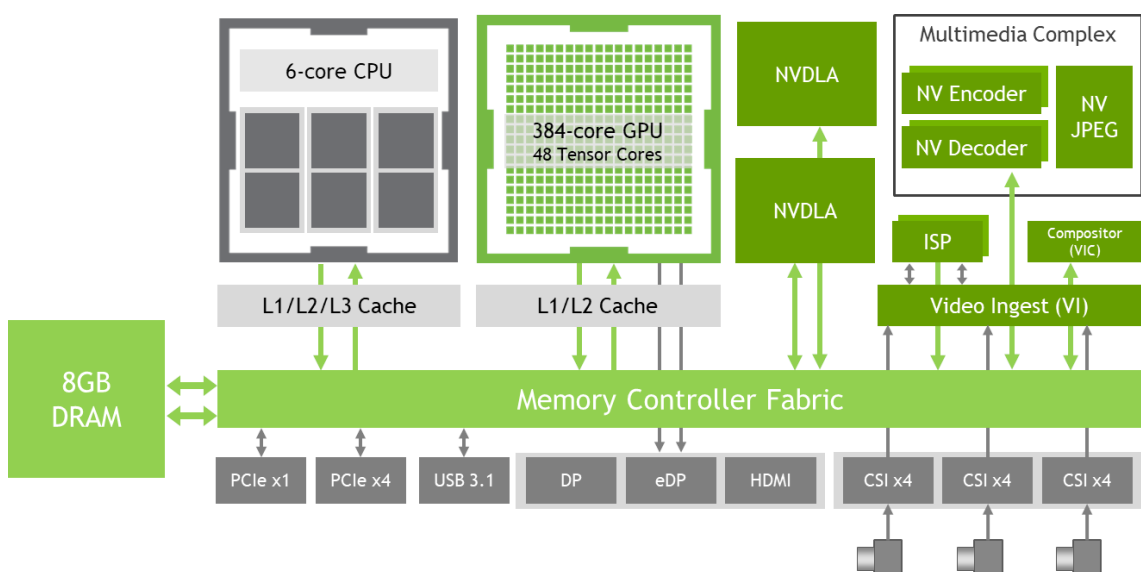 6-core CPU
384-core GPU
48 Tensor Cores
NVDLA
NVDLA
Multimedia Complex
NV Encoder
NV Decoder
NV
JPEG
ISP
Compositor
(VIC)
L1/L2/L3 Cache
L1/L2 Cache
Video Ingest (VI)
8GB
DRAM
Memory Controller Fabric
PCIe x1
PCIe x4
USB 3.1
DP
eDP
HDMI
CSI x4
CSI x4
CSI x4